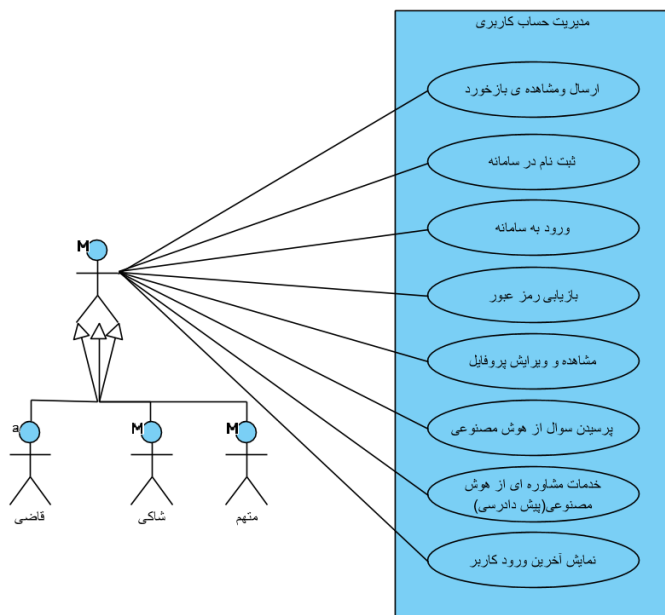 مدیریت حساب کاربری
ارسال ومشاهده ی بازخورد
ثبت نام در سامانه
ورود به سامانه
بازیابی رمز عبور
مشاهده و ویرایش پروفایل
پرسیدن سوال از هوش مصنوعی
خدمات مشاوره ای از هوش
مصنوعی(پیش دادرسی)
نمایش آخرین ورود کاربر
M
a
M
M
قاضی
شاکی
متهم